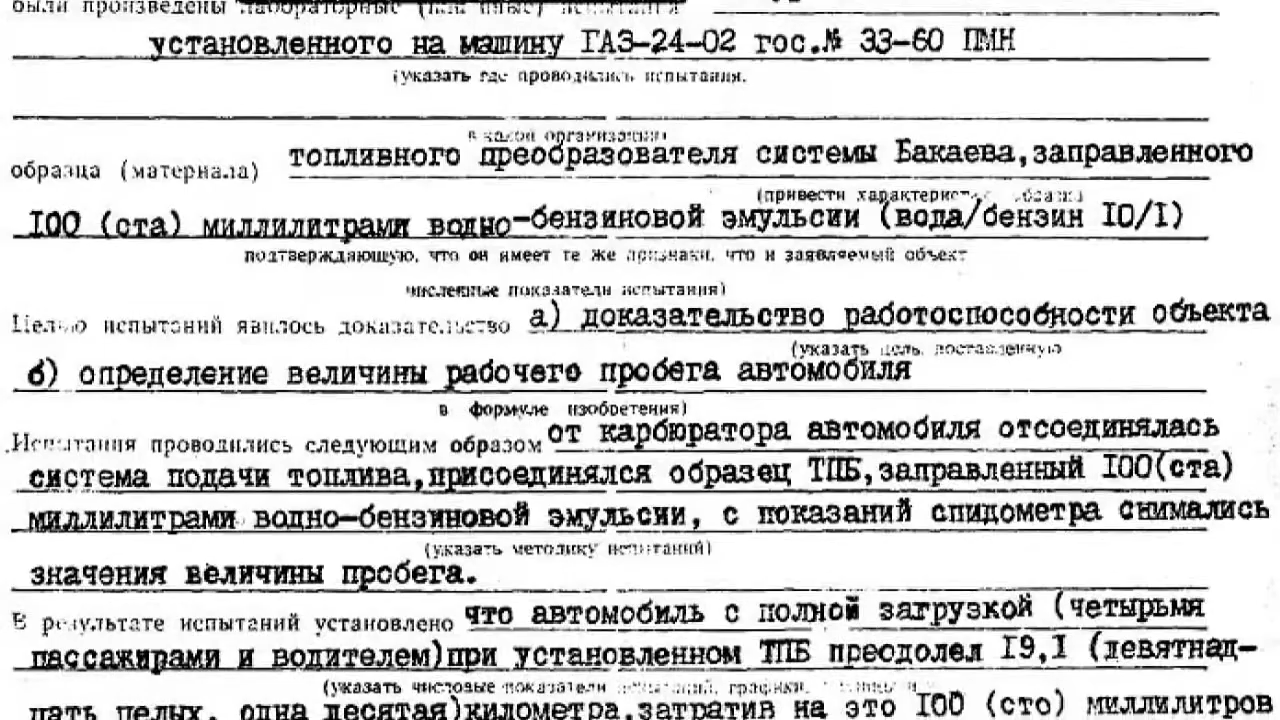 были произведены лабораторные (или иные) испытания
установленного на машину ГАЗ-24-02 гос.№ 33-60 ПМН
(указать где проводились испытания,
в какой организации)
образца (материала) топливного преобразователя системы Бакаева,заправленного
(привести характеристику образца
100 (ста) миллилитрами водно-бензиновой эмульсии (вода/бензин 10/1)
подтверждающую, что он имеет те же признаки, что и заявляемый объект
численные показатели испытания)
Целью испытаний явилось доказательство а) доказательство работоспособности объекта
(указать цель, поставленную
б) определение величины рабочего пробега автомобиля
в формуле изобретения)
Испытания проводились следующим образом от карбюратора автомобиля отсоединялась
система подачи топлива,присоединялся образец ТПБ,заправленный 100(ста)
миллилитрами водно-бензиновой эмульсии, с показаний спидометра снимались
(указать методику испытаний)
значения величины пробега.
В результате испытаний установлено что автомобиль с полной загрузкой (четырьмя
пассажирами и водителем)при установленном ТПБ преодолел 19,1 (девятнад-
(указать числовые показатели испытаний, графики,
цать целых, одна десятая)километра,затратив на это 100 (сто) миллилитров